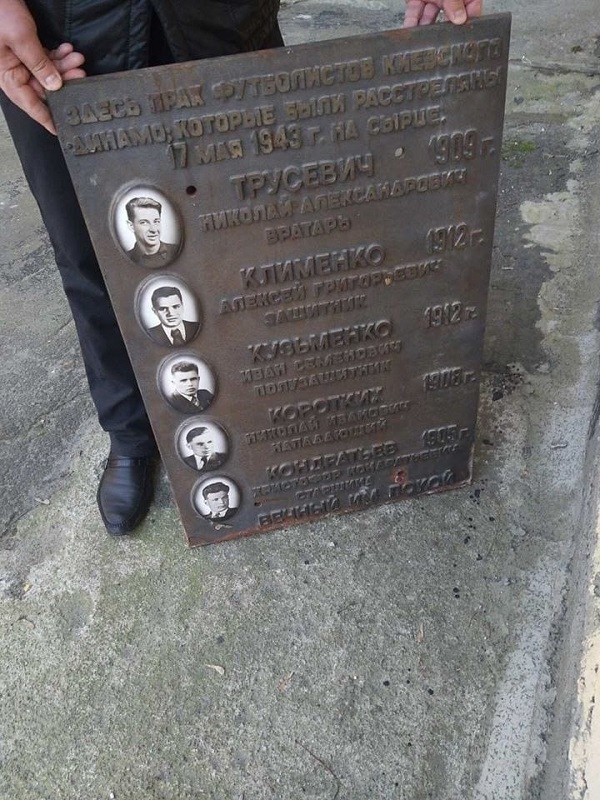 ЗДЕСЬ ПРАХ ФУТБОЛИСТОВ КИЕВСКОГО
ДИНАМО, КОТОРЫЕ БЫЛИ РАССТРЕЛЯНЫ
17 МАЯ 1943 Г. НА СЫРЦЕ.
ТРУСЕВИЧ 1909 г.
НИКОЛАЙ АЛЕКСАНДРОВИЧ
ВРАТАРЬ
КЛИМЕНКО 1912 г.
АЛЕКСЕЙ ГРИГОРЬЕВИЧ
ЗАЩИТНИК
КУЗЬМЕНКО 1912 г.
ИВАН СЕМЕНОВИЧ
ПОЛУЗАЩИТНИК
КОРОТКИХ г.
НИКОЛАЙ ИВАНОВИЧ
НАПАДАЮЩИЙ
КОНДРАТЬЕВ 1905 г.
ВЕЧНЫЙ ИМ ПОКОЙ